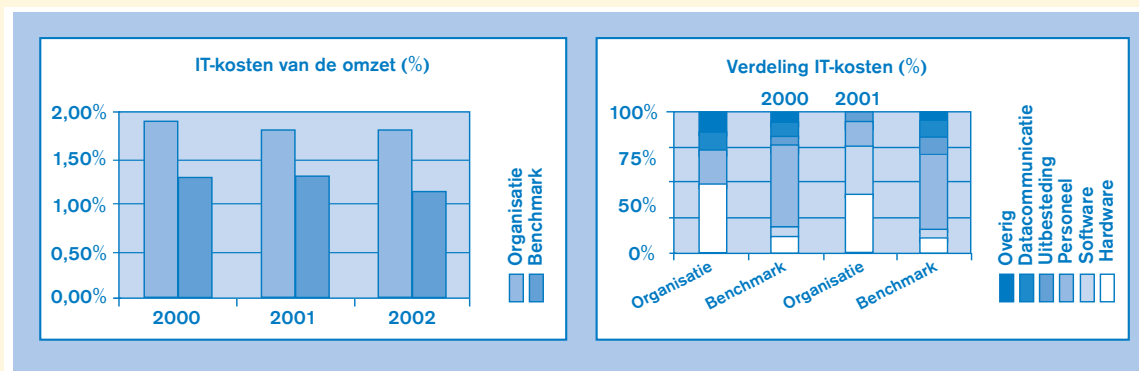 IT-kosten van de omzet (%)
2,00%
1,50%
1,00%
0,50%
0,00%
2000 2001 2002
Organisatie
Benchmark
Verdeling IT-kosten (%)
2000 2001
100%
75%
50%
0%
Organisatie Benchmark Organisatie Benchmark
Overig
Datacommunicatie
Uitbesteding
Personeel
Software
Hardware